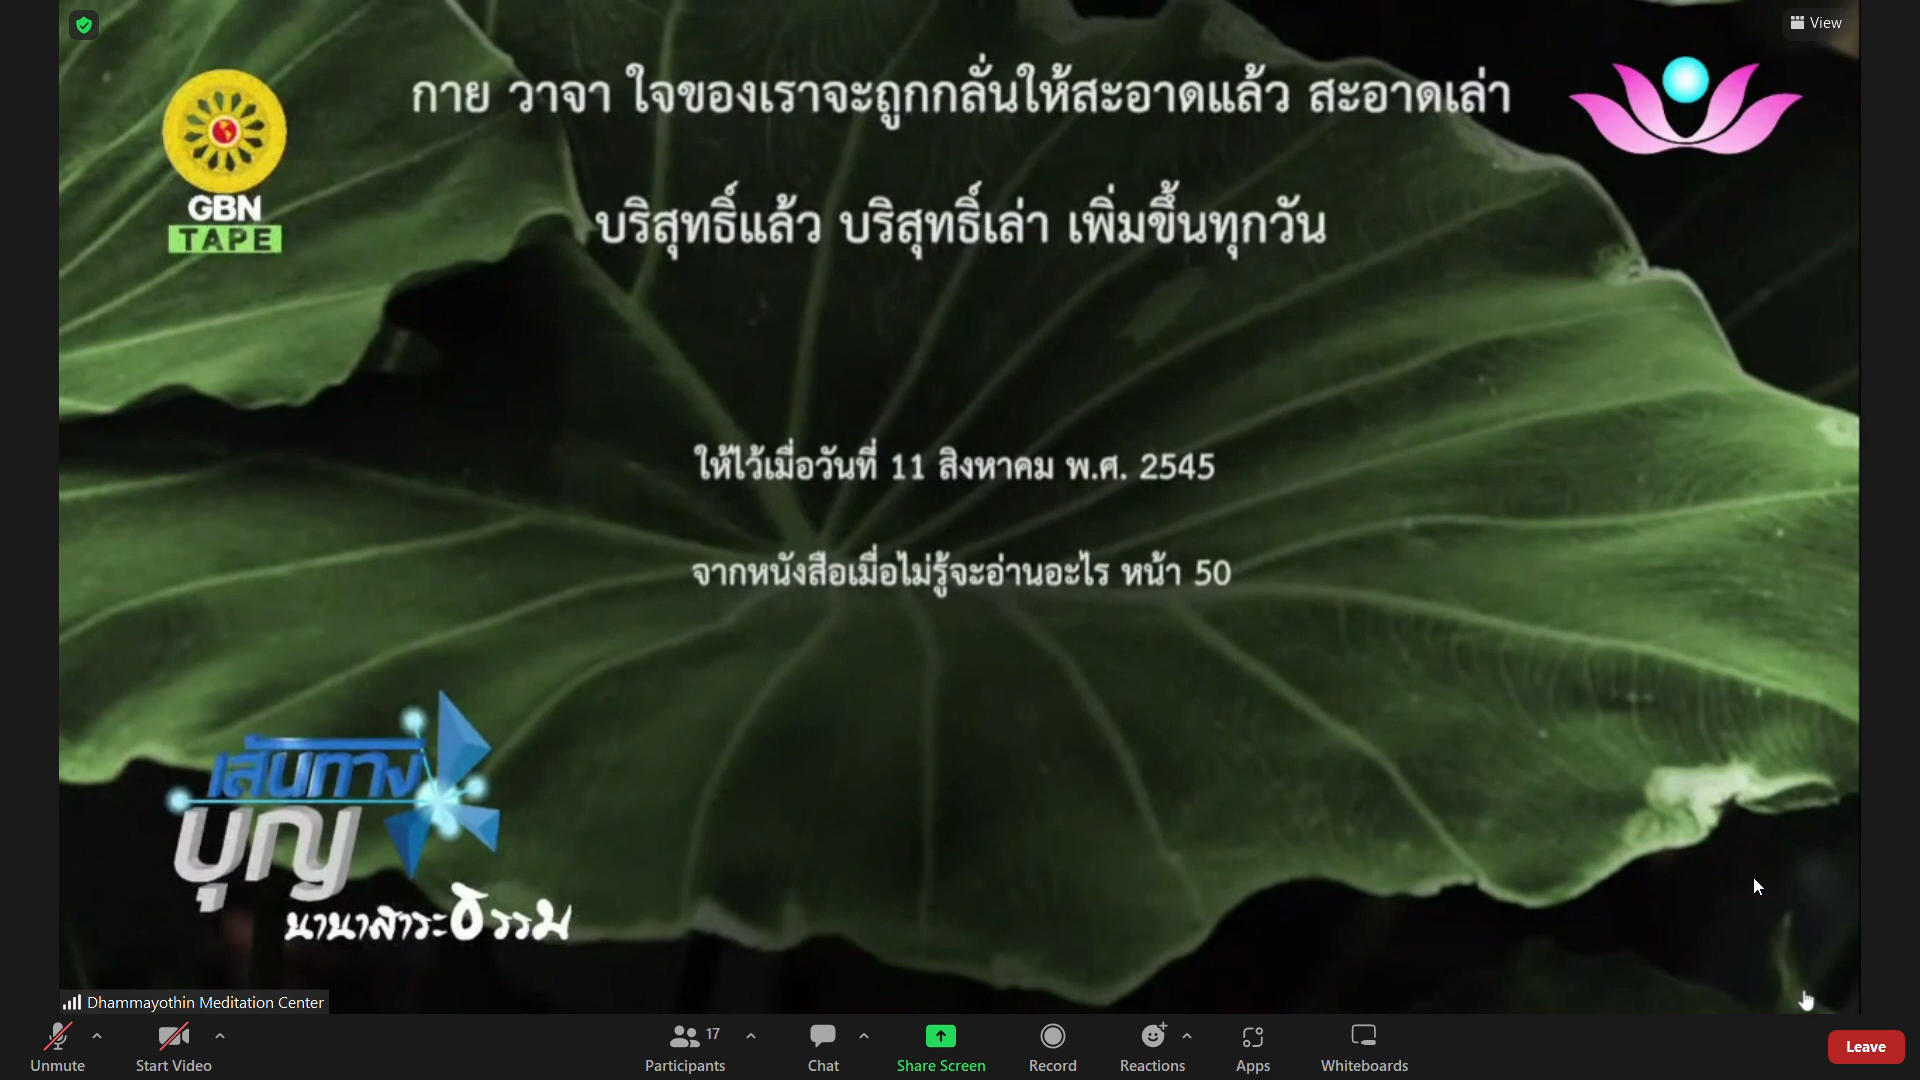 View
กาย วาจา ใจของเราจะถูกกลั่นให้สะอาดแล้ว สะอาดเล่า
บริสุทธิ์แล้ว บริสุทธิ์เล่า เพิ่มขึ้นทุกวัน
GBN
TAPE
ให้ไว้เมื่อวันที่ 11 สิงหาคม พ.ศ. 2545
จากหนังสือเมื่อไม่รู้จะอ่านอะไร หน้า 50
เส้นทาง
บุญ
นานาสาระธรรม
Dhammayothin Meditation Center
Unmute
Start Video
Participants 17
Chat
Share Screen
Record
Reactions
Apps
Whiteboards
Leave